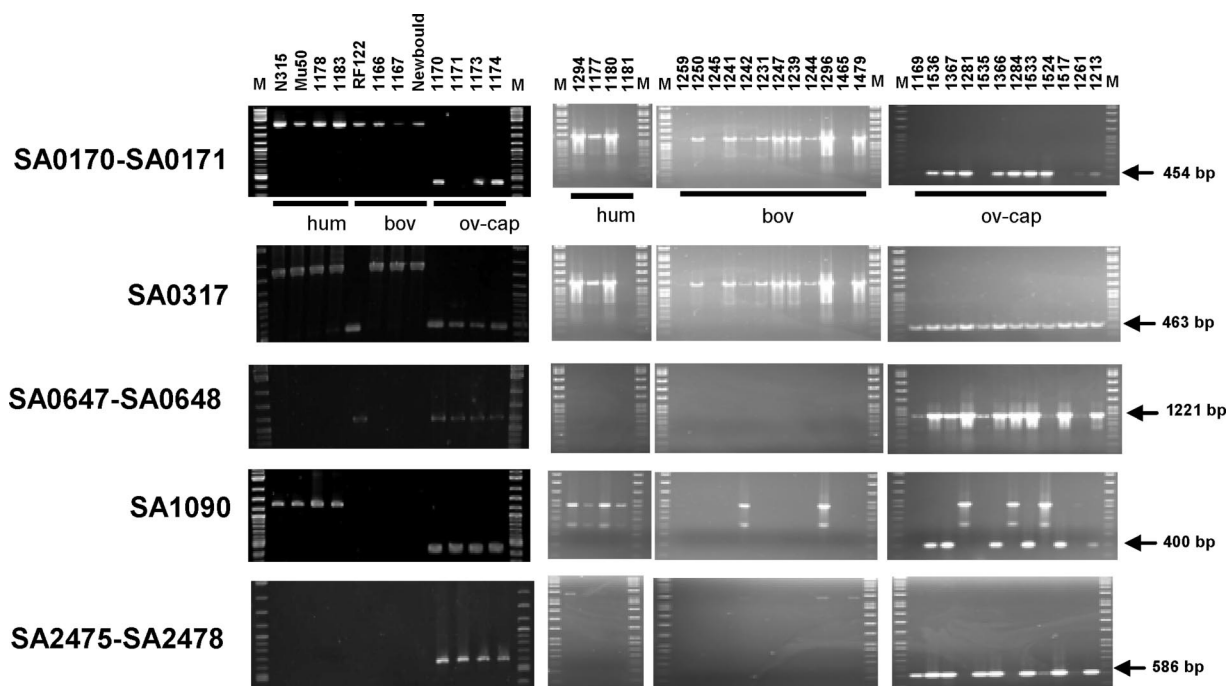 M N315 Mu50 1178 1183 RF122 1166 1167 Newbould 1170 1171 1173 1174 M
M 1294 1177 1180 1181 M
M 1259 1250 1245 1241 1242 1231 1247 1239 1244 1296 1465 1479 M
1169 1536 1367 1281 1535 1366 1284 1533 1524 1517 1261 1213 M
SA0170-SA0171
454 bp
hum bov ov-cap
hum
bov
ov-cap
SA0317
463 bp
SA0647-SA0648
1221 bp
SA1090
400 bp
SA2475-SA2478
586 bp